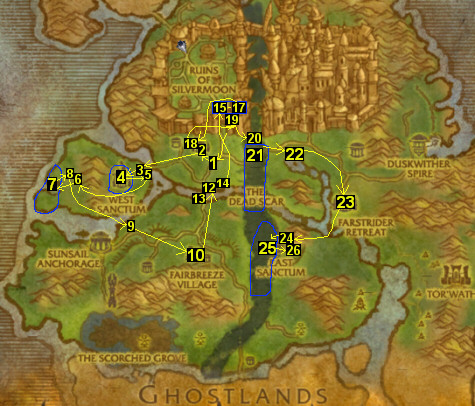 RUINS OF
SILVERMOON
15 17
19
20
18
2
1
21
22
DUSKWITHER
SPIRE
3
4
5
8
6
7
WEST
SANCTUM
12
14
13
THE
DEAD SCAR
23
FARSTRIDER
RETREAT
9
SUNSAIL
ANCHORAGE
10
FAIRBREEZE
VILLAGE
24
25
26
EAST
SANCTUM
TOR'WATH
THE SCORCHED GROVE
GHOSTLANDS